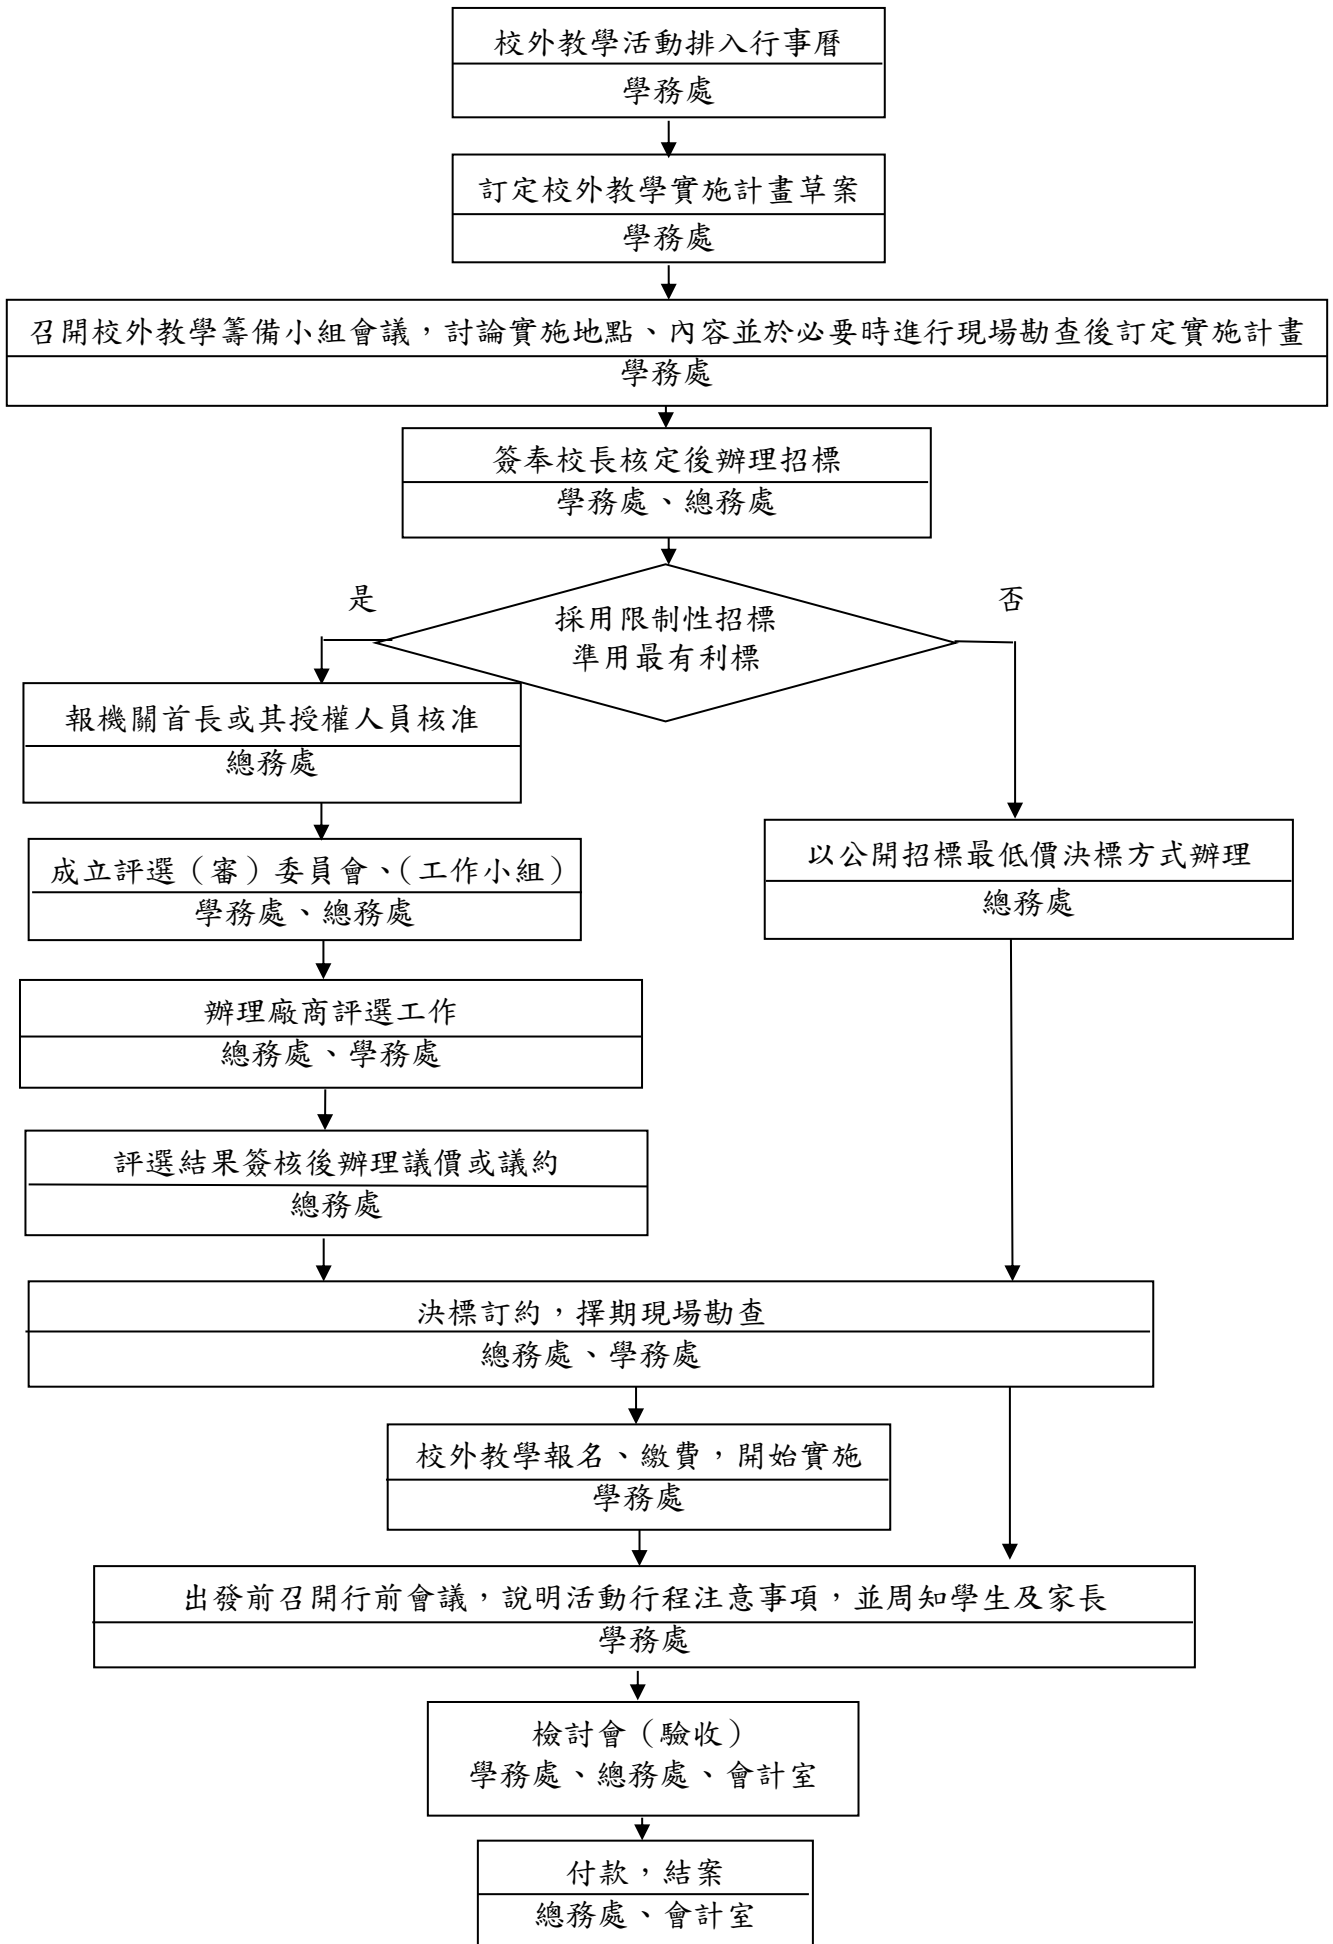 校外教學活動排入行事曆
學務處
訂定校外教學實施計畫草案
學務處
召開校外教學籌備小組會議，討論實施地點、內容並於必要時進行現場勘查後訂定實施計畫
學務處
簽奉校長核定後辦理招標
學務處、總務處
是
否
採用限制性招標
準用最有利標
報機關首長或其授權人員核准
總務處
成立評選（審）委員會、（工作小組）
學務處、總務處
以公開招標最低價決標方式辦理
總務處
辦理廠商評選工作
總務處、學務處
評選結果簽核後辦理議價或議約
總務處
決標訂約，擇期現場勘查
總務處、學務處
校外教學報名、繳費，開始實施
學務處
出發前召開行前會議，說明活動行程注意事項，並周知學生及家長
學務處
檢討會（驗收）
學務處、總務處、會計室
付款，結案
總務處、會計室